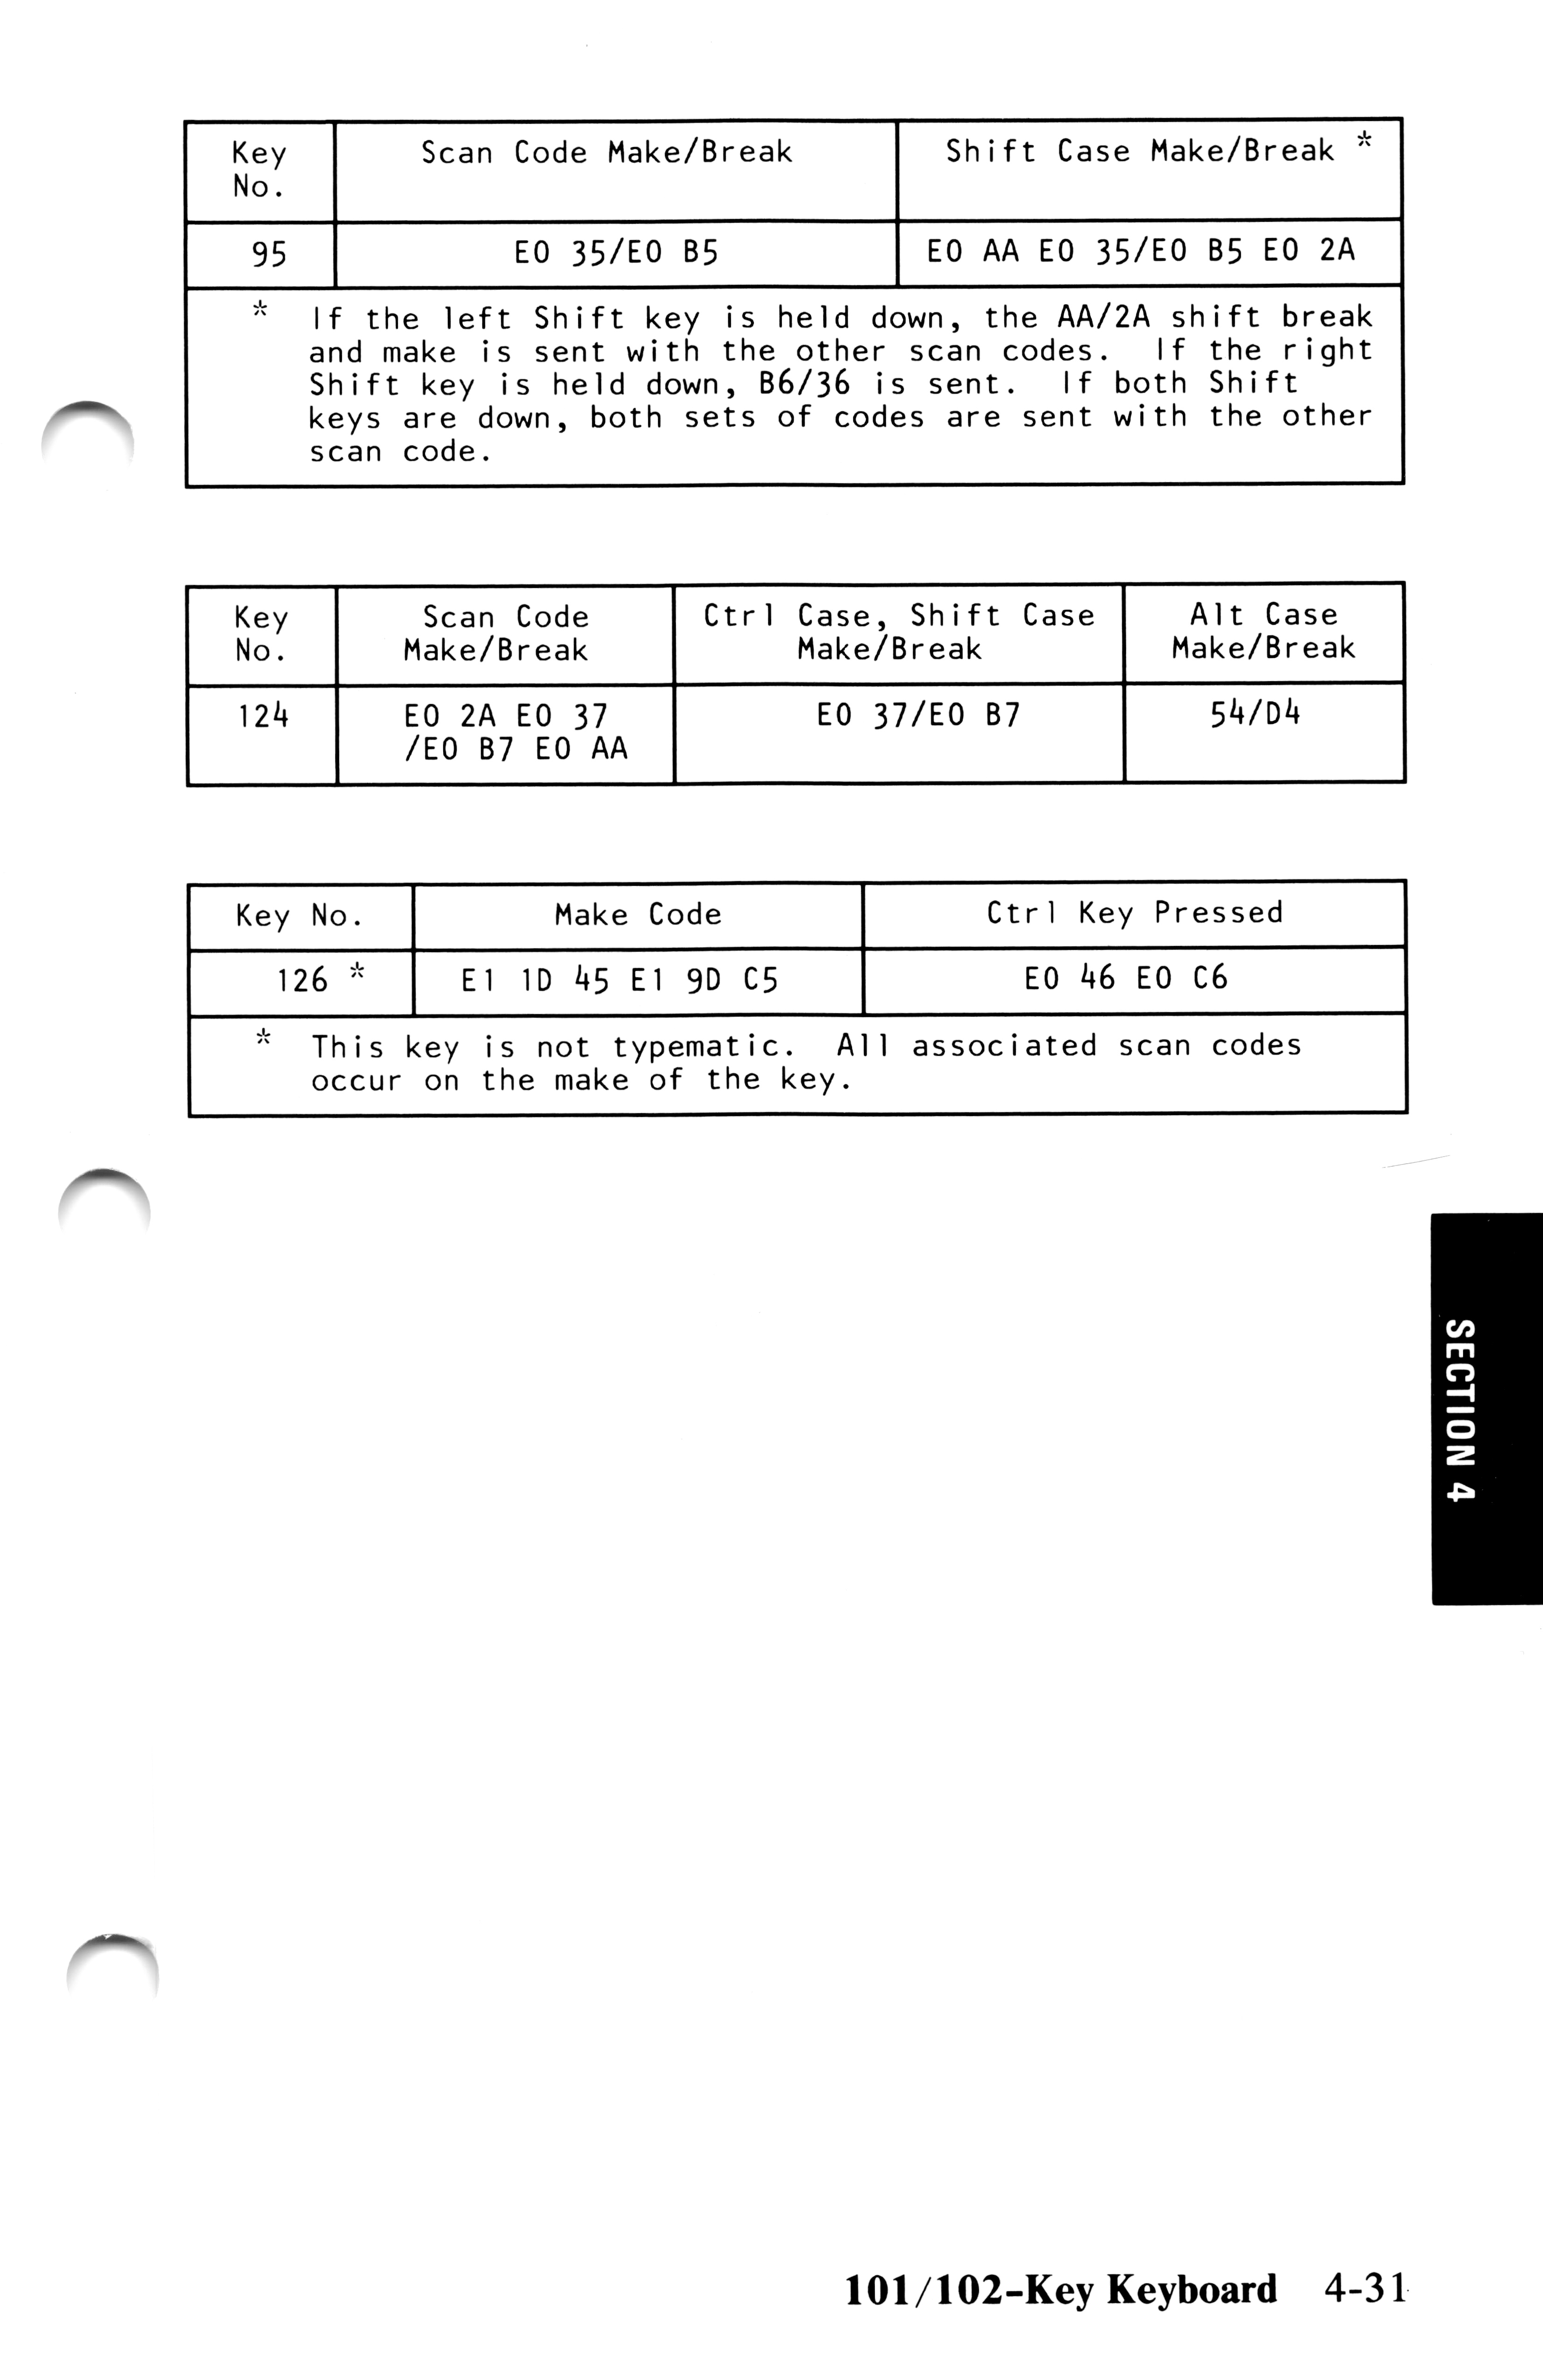 Key No. Scan Code Make/Break Shift Case Make/Break *
95 E0 35/E0 B5 E0 AA E0 35/E0 B5 E0 2A
* If the left Shift key is held down, the AA/2A shift break
and make is sent with the other scan codes. If the right
Shift key is held down, B6/36 is sent. If both Shift
keys are down, both sets of codes are sent with the other
scan code.
Key Scan Code Ctrl Case, Shift Case Alt Case
No. Make/Break Make/Break Make/Break
124 E0 2A E0 37 E0 37/E0 B7 54/D4
/E0 B7 E0 AA
Key No. Make Code Ctrl Key Pressed
126 * E1 1D 45 E1 9D C5 E0 46 E0 C6
* This key is not typematic. All associated scan codes
occur on the make of the key.
SECTION 4
101/102-Key Keyboard 4-31